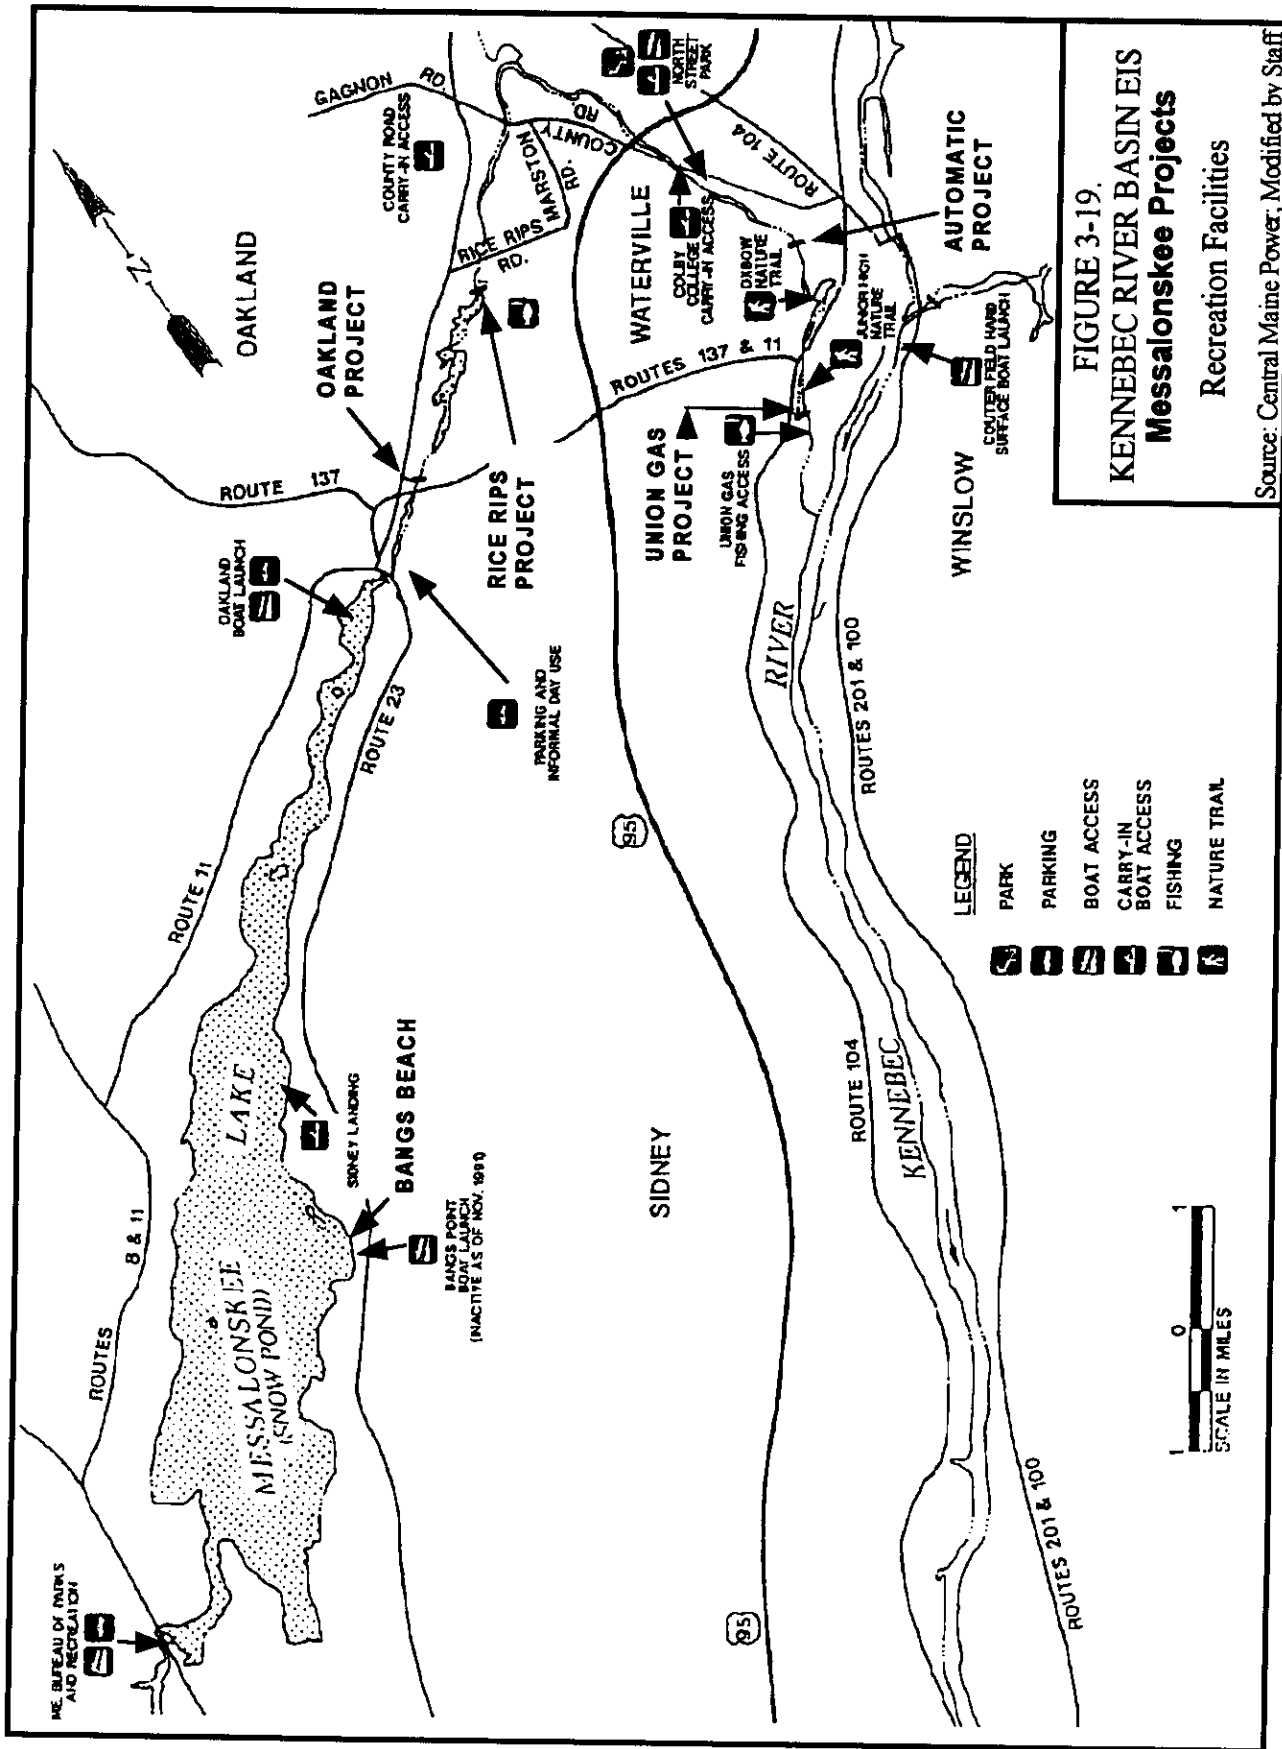 ME. BUREAU OF PARKS
AND RECREATION
ROUTES
8 & 11
ROUTE 11
MESSALONSKEE
LAKE
(SNOW POND)
BANGS POINT
BOAT LAUNCH
(INACTIVE AS OF NOV. 1991)
BANGS BEACH
SIDNEY LANDING
ROUTE 23
OAKLAND
BOAT LAUNCH
PARKING AND
INFORMAL DAY USE
ROUTE 137
OAKLAND
PROJECT
OAKLAND
N
RICE RIPS
PROJECT
RICE RIPS
RD.
MARSTON
RD.
COUNTY ROAD
CARRY-IN ACCESS
GAGNON RD.
COUNTY RD.
95
95
SIDNEY
WATERVILLE
ROUTES 137 & 11
COLBY
COLLEGE
CARRY-IN ACCESS
NORTH
STREET
PARK
ROUTE 104
OXBOW
NATURE
TRAIL
JUNIOR HIGH
NATURE
TRAIL
AUTOMATIC
PROJECT
UNION GAS
PROJECT
UNION GAS
FISHING ACCESS
COUTIER FIELD HARD
SURFACE BOAT LAUNCH
WINSLOW
ROUTE 104
KENNEBEC
RIVER
ROUTES 201 & 100
ROUTES 201 & 100
LEGEND
PARK
PARKING
BOAT ACCESS
CARRY-IN
BOAT ACCESS
FISHING
NATURE TRAIL
1 0 1
SCALE IN MILES
FIGURE 3-19.
KENNEBEC RIVER BASIN EIS
Messalonskee Projects
Recreation Facilities
Source: Central Maine Power; Modified by Staff